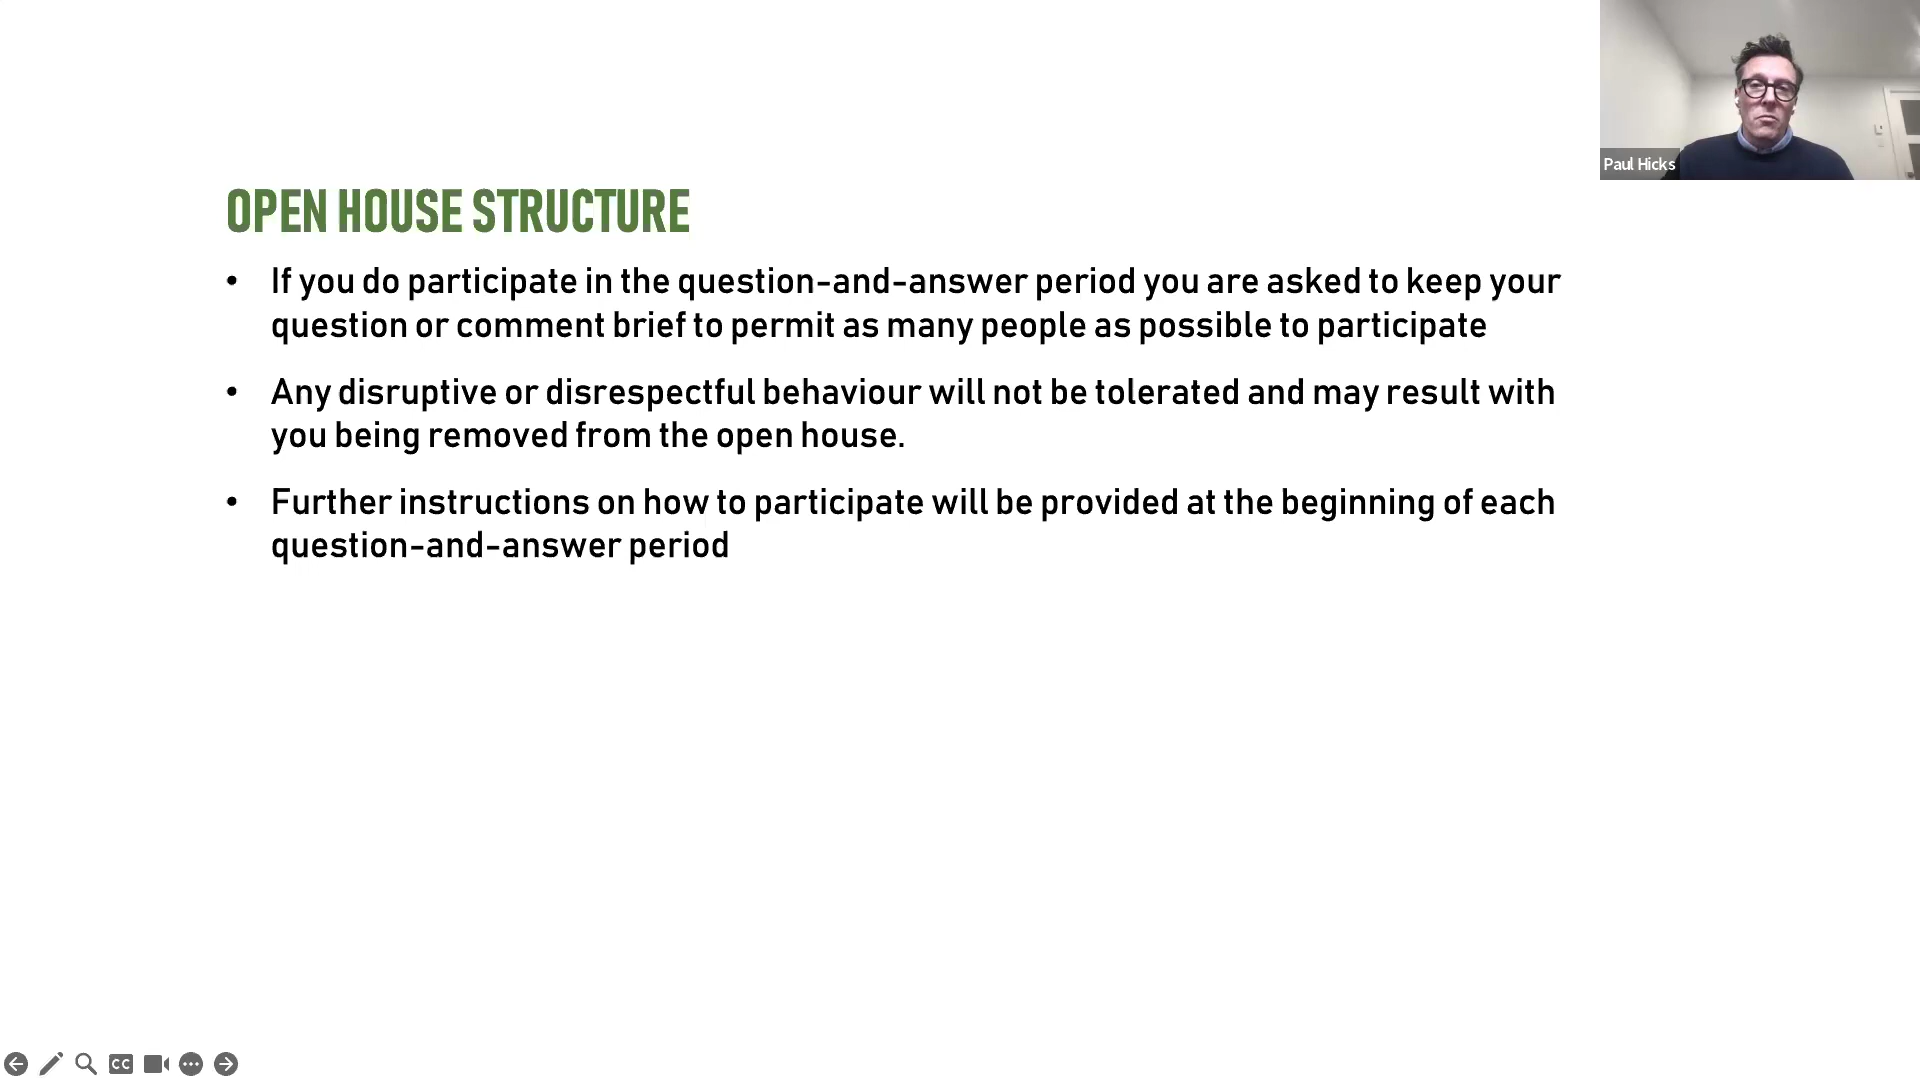 Paul Hicks
OPEN HOUSE STRUCTURE
• If you do participate in the question-and-answer period you are asked to keep your
question or comment brief to permit as many people as possible to participate
• Any disruptive or disrespectful behaviour will not be tolerated and may result with
you being removed from the open house.
• Further instructions on how to participate will be provided at the beginning of each
question-and-answer period
CC